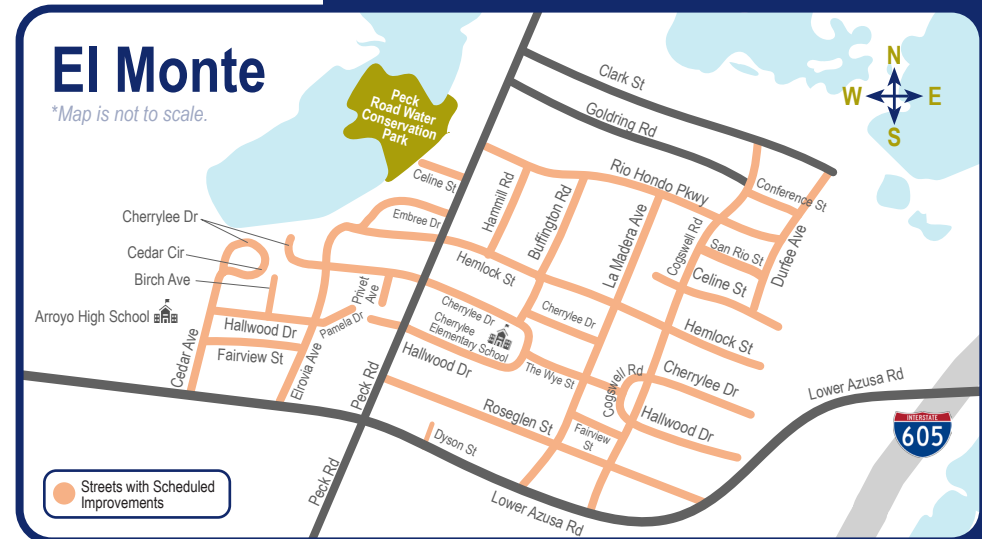 El Monte
*Map is not to scale.
N
W E
S
Peck
Road Water
Conservation
Park
Clark St
Goldring Rd
Rio Hondo Pkwy
Conference St
Celine St
Hammill Rd
Buffington Rd
La Madera Ave
Cogswell Rd
San Rio St
Durfee Ave
Celine St
Cherrylee Dr
Embree Dr
Cedar Cir
Hemlock St
Birch Ave
Privet
Ave
Arroyo High School
Hallwood Dr
Pamela Dr
Cherrylee Dr
Cherrylee
Elementary School
Cherrylee Dr
Hemlock St
Fairview St
Cedar Ave
Elrovia Ave
Peck Rd
Hallwood Dr
The Wye St
Cogswell Rd
Cherrylee Dr
Lower Azusa Rd
Hallwood Dr
Roseglen St
Fairview
St
INTERSTATE
605
Dyson St
Peck Rd
Lower Azusa Rd
Streets with Scheduled
Improvements